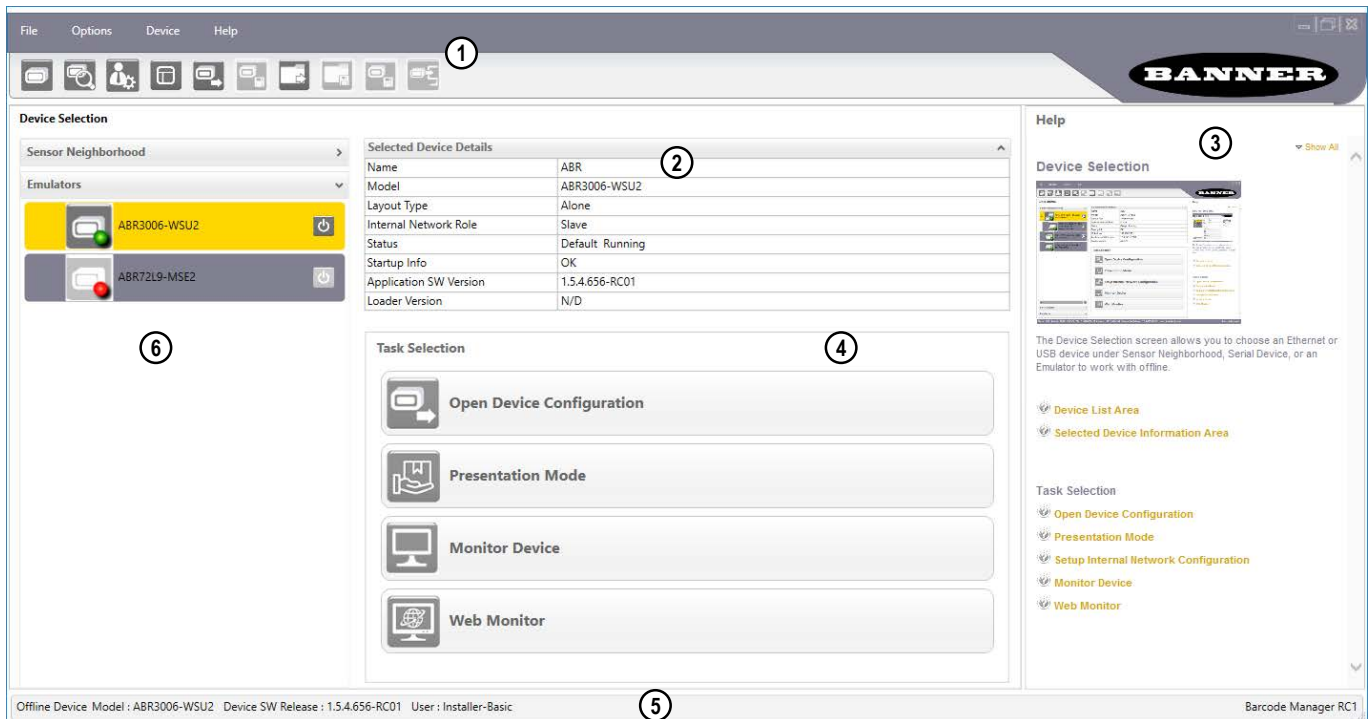 File Options Device Help
1
BANNER
Device Selection
Sensor Neighborhood
Emulators
ABR3006-WSU2
ABR72L9-MSE2
6
Selected Device Details
2
Name ABR
Model ABR3006-WSU2
Layout Type Alone
Internal Network Role Slave
Status Default Running
Startup Info OK
Application SW Version 1.5.4.656-RC01
Loader Version N/D
Task Selection
4
Open Device Configuration
Presentation Mode
Monitor Device
Web Monitor
Help
3
Show All
Device Selection
The Device Selection screen allows you to choose an Ethernet or
USB device under Sensor Neighborhood, Serial Device, or an
Emulator to work with offline.
Device List Area
Selected Device Information Area
Task Selection
Open Device Configuration
Presentation Mode
Setup Internal Network Configuration
Monitor Device
Web Monitor
Offline Device Model : ABR3006-WSU2 Device SW Release : 1.5.4.656-RC01 User : Installer-Basic
5
Barcode Manager RC1